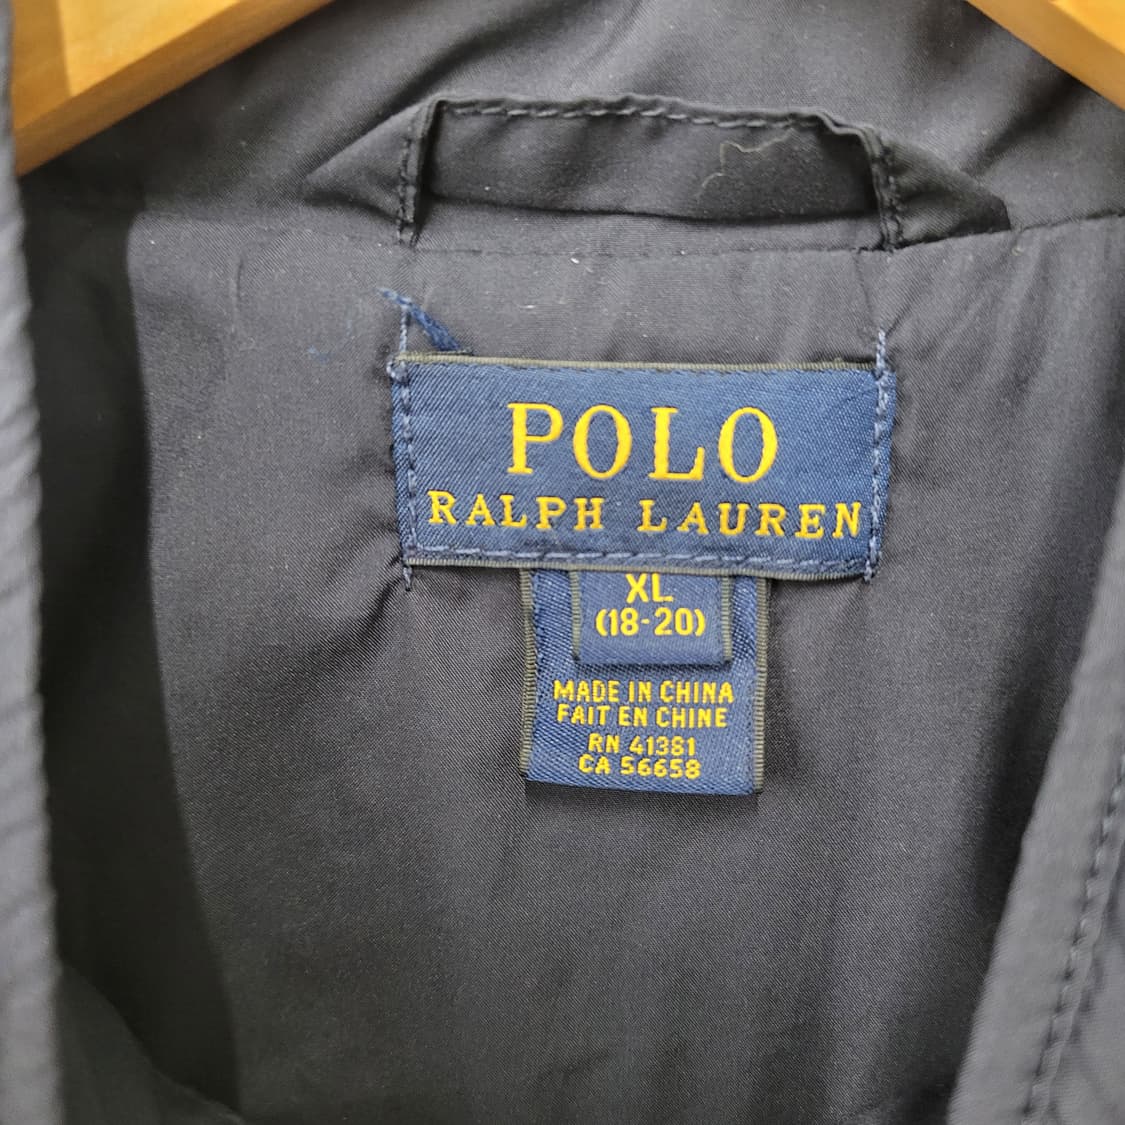 POLO
RALPH LAUREN
XL
(18-20)
MADE IN CHINA
FAIT EN CHINE
RN 41381
CA 56658